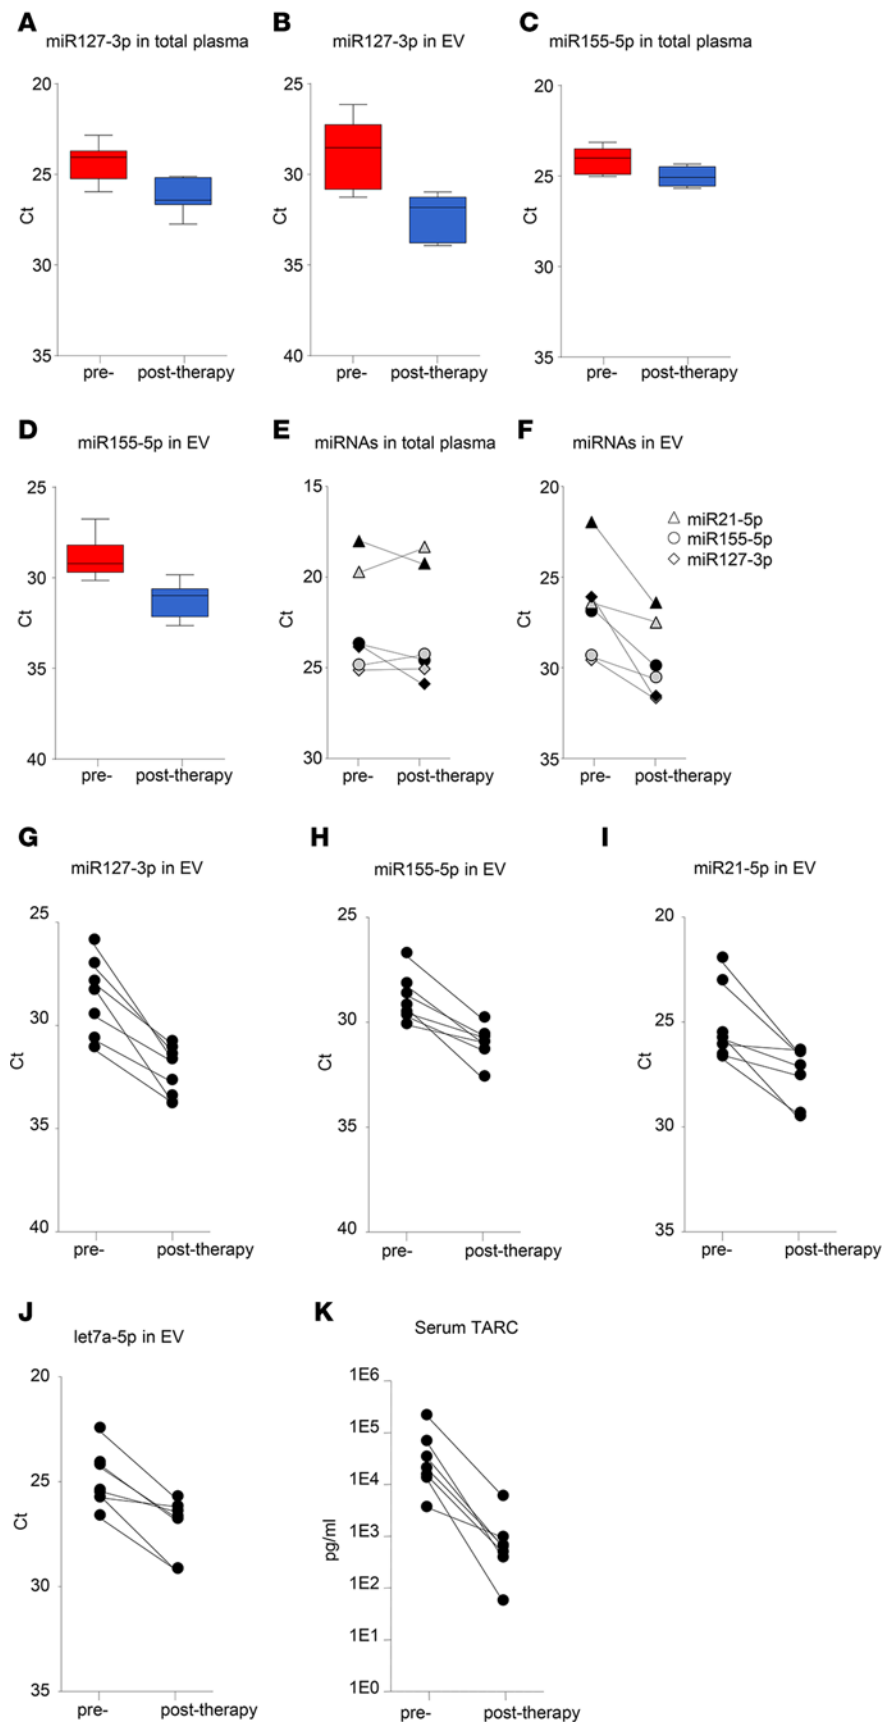 A
miR127-3p in total plasma
20
25
30
35
Ct
pre-
post-therapy
B
miR127-3p in EV
25
30
35
40
Ct
pre-
post-therapy
C
miR155-5p in total plasma
20
25
30
35
Ct
pre-
post-therapy
D
miR155-5p in EV
25
30
35
40
Ct
pre-
post-therapy
E
miRNAs in total plasma
15
20
25
30
Ct
pre-
post-therapy
F
miRNAs in EV
20
25
30
35
Ct
miR21-5p
miR155-5p
miR127-3p
pre-
post-therapy
G
miR127-3p in EV
25
30
35
40
Ct
pre-
post-therapy
H
miR155-5p in EV
25
30
35
40
Ct
pre-
post-therapy
I
miR21-5p in EV
20
25
30
35
Ct
pre-
post-therapy
J
let7a-5p in EV
20
25
30
35
Ct
pre-
post-therapy
K
Serum TARC
1E6
1E5
1E4
1E3
1E2
1E1
1E0
pg/ml
pre-
post-therapy